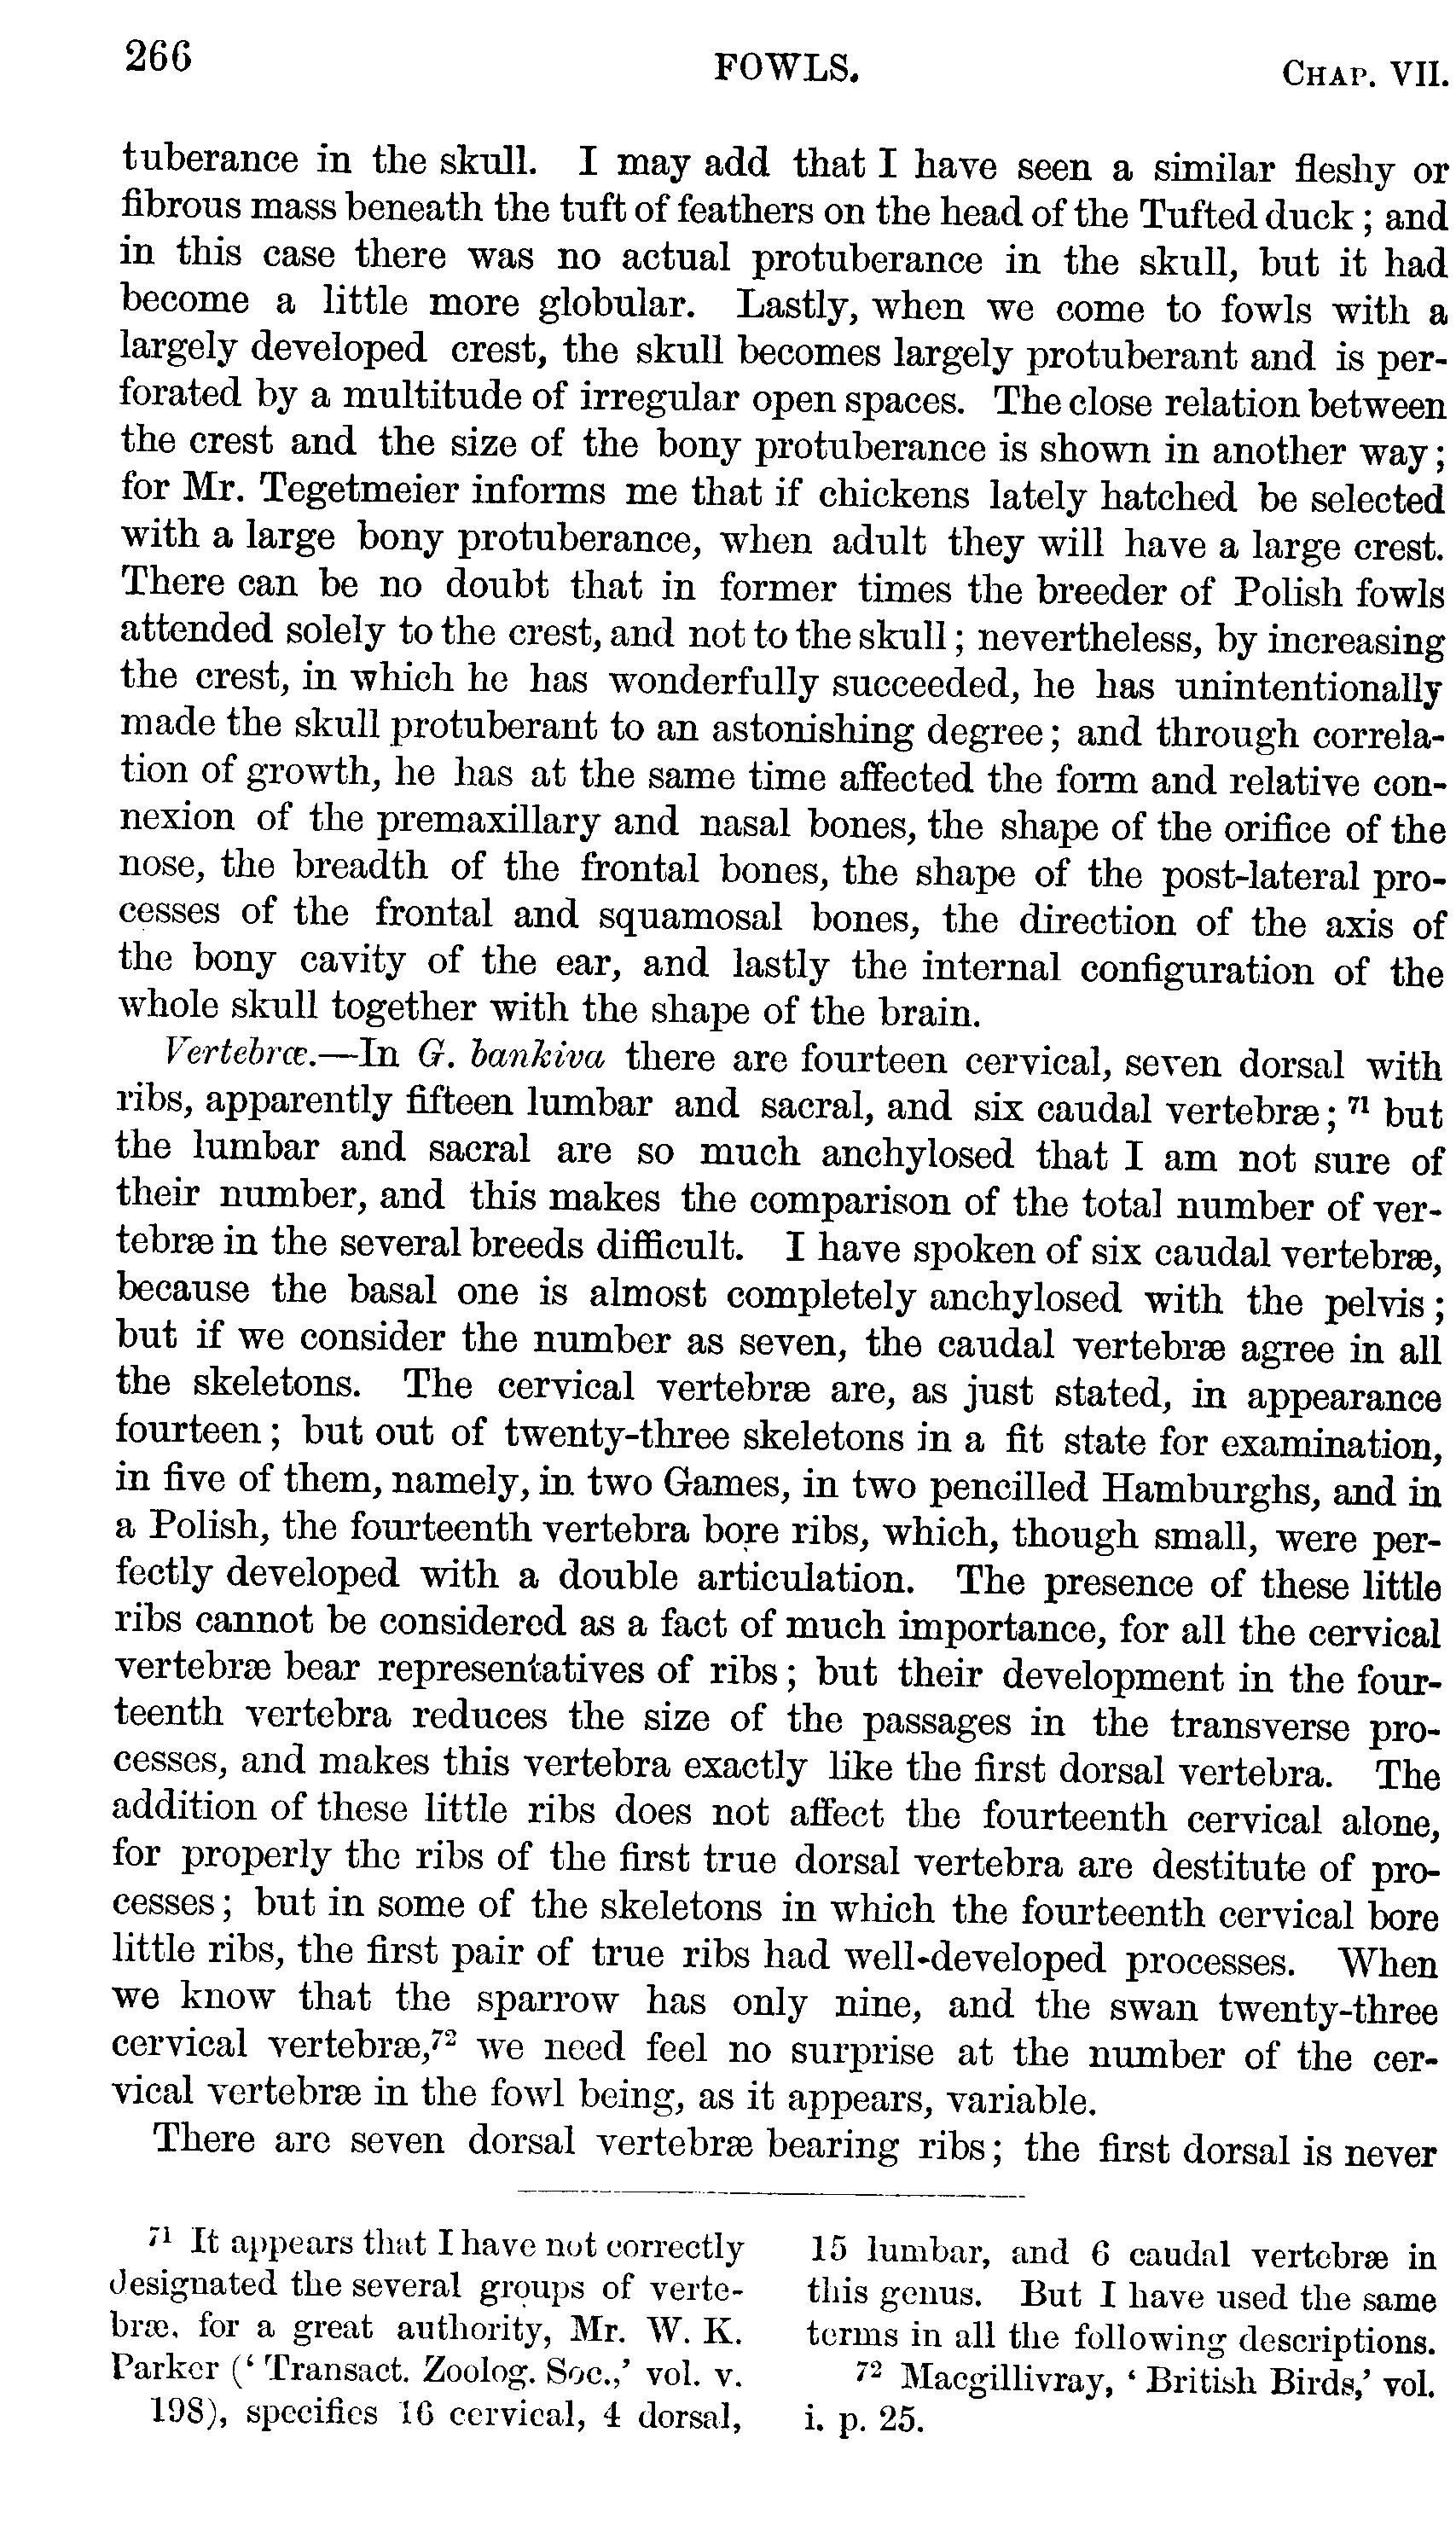 266
FOWLS.
CHAP. VII.
tuberance in the skull. I may add that I have seen a similar fleshy or
fibrous mass beneath the tuft of feathers on the head of the Tufted duck; and
in this case there was no actual protuberance in the skull, but it had
become a little more globular. Lastly, when we come to fowls with a
largely developed crest, the skull becomes largely protuberant and is per-
forated by a multitude of irregular open spaces. The close relation between
the crest and the size of the bony protuberance is shown in another way;
for Mr. Tegetmeier informs me that if chickens lately hatched be selected
with a large bony protuberance, when adult they will have a large crest.
There can be no doubt that in former times the breeder of Polish fowls
attended solely to the crest, and not to the skull; nevertheless, by increasing
the crest, in which he has wonderfully succeeded, he has unintentionally
made the skull protuberant to an astonishing degree; and through correla-
tion of growth, he has at the same time affected the form and relative con-
nexion of the premaxillary and nasal bones, the shape of the orifice of the
nose, the breadth of the frontal bones, the shape of the post-lateral pro-
cesses of the frontal and squamosal bones, the direction of the axis of
the bony cavity of the ear, and lastly the internal configuration of the
whole skull together with the shape of the brain.
Vertebræ.—In G. bankiva there are fourteen cervical, seven dorsal with
ribs, apparently fifteen lumbar and sacral, and six caudal vertebræ; 71 but
the lumbar and sacral are so much anchylosed that I am not sure of
their number, and this makes the comparison of the total number of ver-
tebræ in the several breeds difficult. I have spoken of six caudal vertebræ,
because the basal one is almost completely anchylosed with the pelvis;
but if we consider the number as seven, the caudal vertebræ agree in all
the skeletons. The cervical vertebræ are, as just stated, in appearance
fourteen; but out of twenty-three skeletons in a fit state for examination,
in five of them, namely, in two Games, in two pencilled Hamburghs, and in
a Polish, the fourteenth vertebra bore ribs, which, though small, were per-
fectly developed with a double articulation. The presence of these little
ribs cannot be considered as a fact of much importance, for all the cervical
vertebræ bear representatives of ribs; but their development in the four-
teenth vertebra reduces the size of the passages in the transverse pro-
cesses, and makes this vertebra exactly like the first dorsal vertebra. The
addition of these little ribs does not affect the fourteenth cervical alone,
for properly the ribs of the first true dorsal vertebra are destitute of pro-
cesses; but in some of the skeletons in which the fourteenth cervical bore
little ribs, the first pair of true ribs had well-developed processes. When
we know that the sparrow has only nine, and the swan twenty-three
cervical vertebræ,72 we need feel no surprise at the number of the cer-
vical vertebræ in the fowl being, as it appears, variable.
There are seven dorsal vertebræ bearing ribs; the first dorsal is never
71 It appears that I have not correctly
designated the several groups of verte-
bræ, for a great authority, Mr. W. K.
Parker (‘Transact. Zoolog. Soc.,’ vol. v.
198), specifies 16 cervical, 4 dorsal,
15 lumbar, and 6 caudal vertebræ in
this genus. But I have used the same
terms in all the following descriptions.
72 Macgillivray, ‘British Birds,’ vol.
i. p. 25.